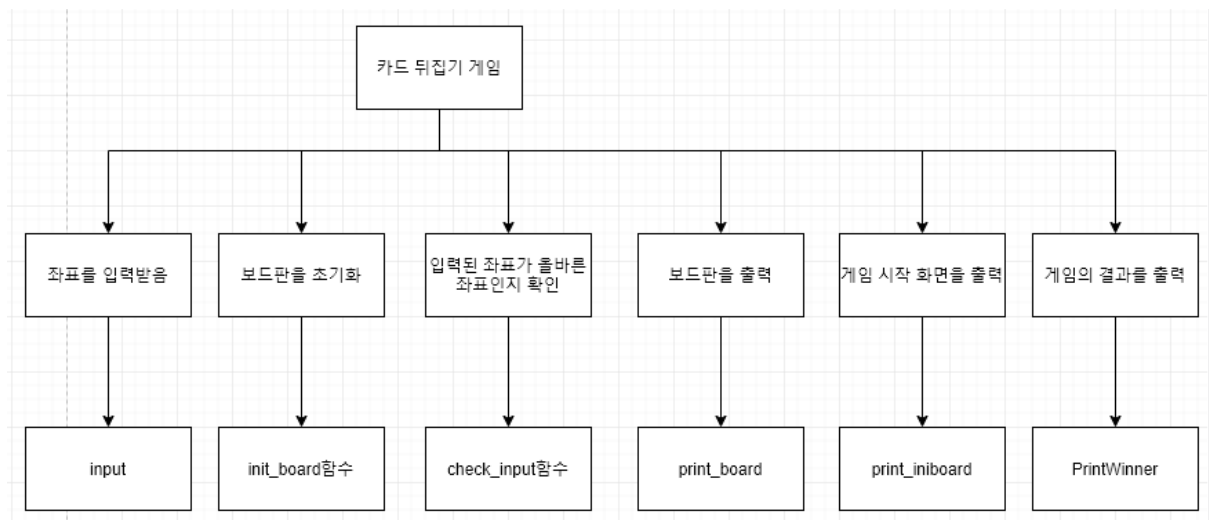 카드 뒤집기 게임
좌표를 입력받음
보드판을 초기화
입력된 좌표가 올바른
좌표인지 확인
보드판을 출력
게임 시작 화면을 출력
게임의 결과를 출력
input
init_board함수
check_input함수
print_board
print_iniboard
PrintWinner